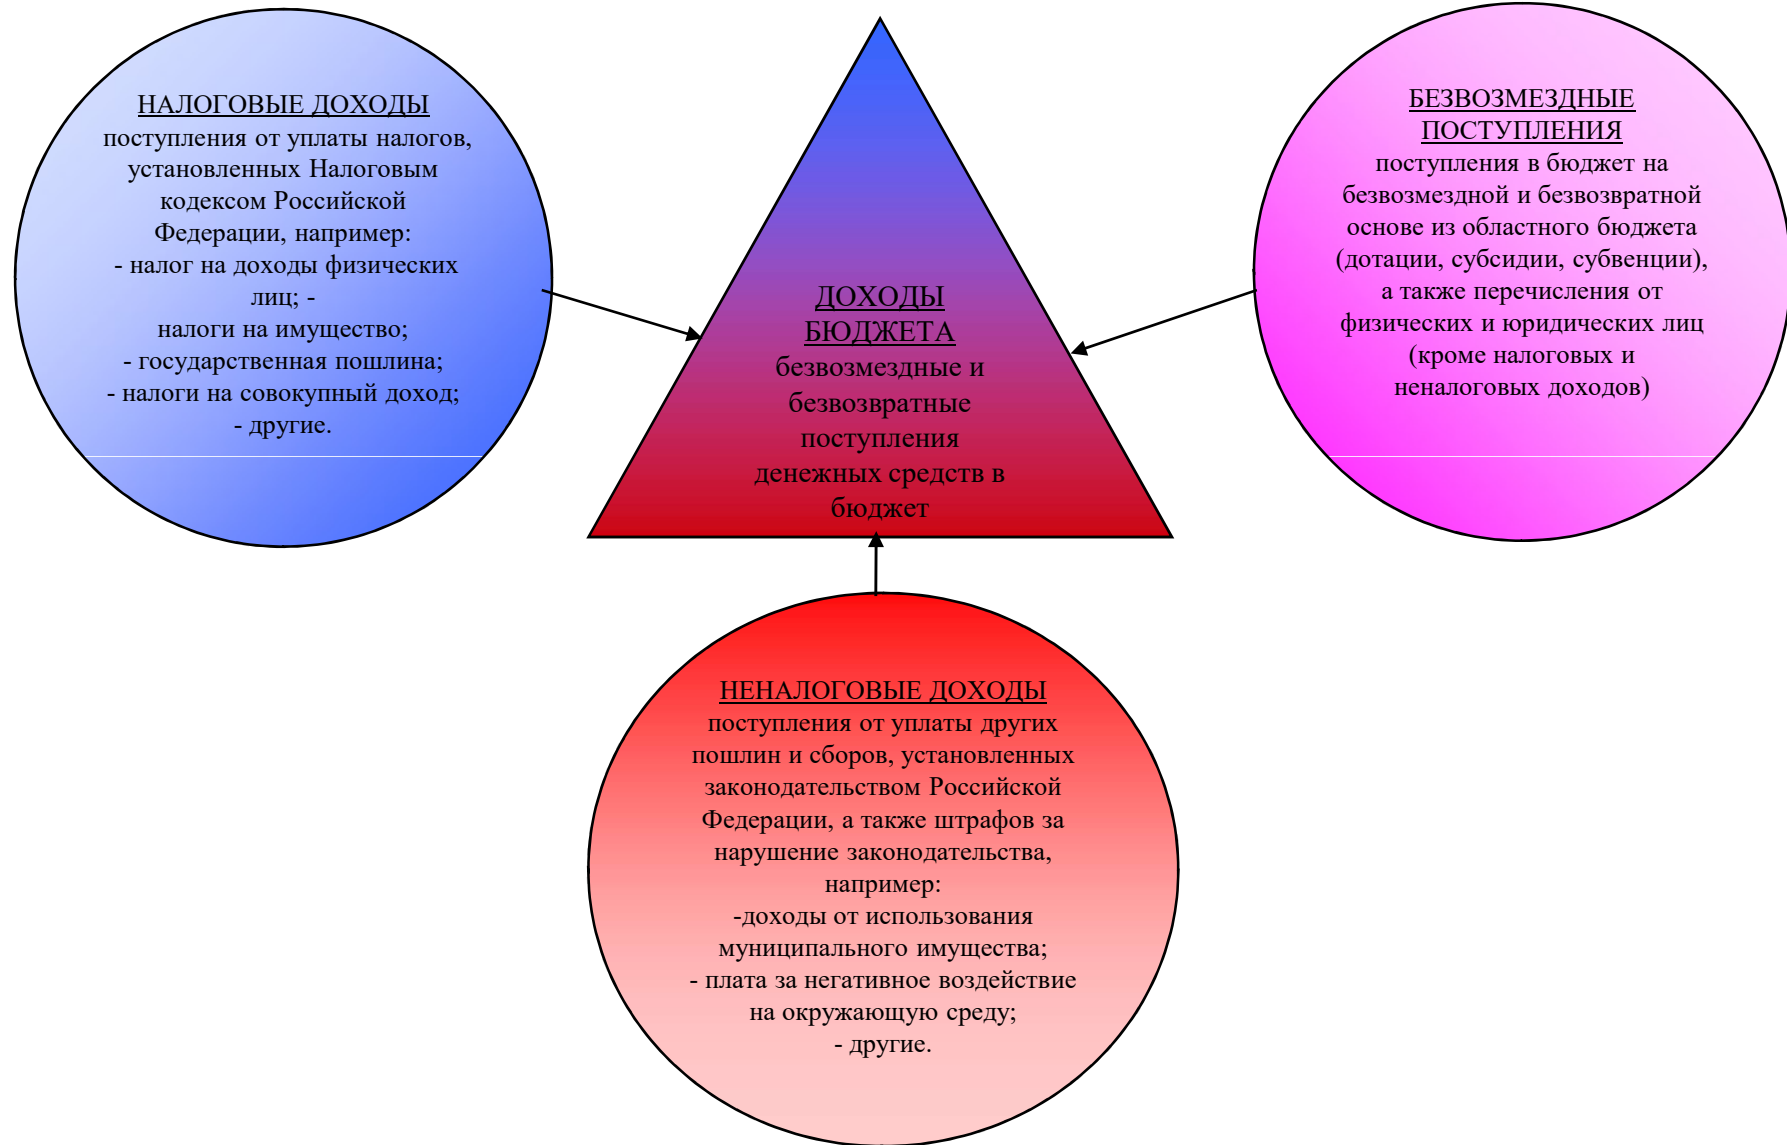 НАЛОГОВЫЕ ДОХОДЫ
поступления от уплаты налогов,
установленных Налоговым
кодексом Российской
Федерации, например:
- налог на доходы физических
лиц; -
налоги на имущество;
- государственная пошлина;
- налоги на совокупный доход;
- другие.
ДОХОДЫ
БЮДЖЕТА
безвозмездные и
безвозвратные
поступления
денежных средств в
бюджет
БЕЗВОЗМЕЗДНЫЕ
ПОСТУПЛЕНИЯ
поступления в бюджет на
безвозмездной и безвозвратной
основе из областного бюджета
(дотации, субсидии, субвенции),
а также перечисления от
физических и юридических лиц
(кроме налоговых и
неналоговых доходов)
НЕНАЛОГОВЫЕ ДОХОДЫ
поступления от уплаты других
пошлин и сборов, установленных
законодательством Российской
Федерации, а также штрафов за
нарушение законодательства,
например:
-доходы от использования
муниципального имущества;
- плата за негативное воздействие
на окружающую среду;
- другие.